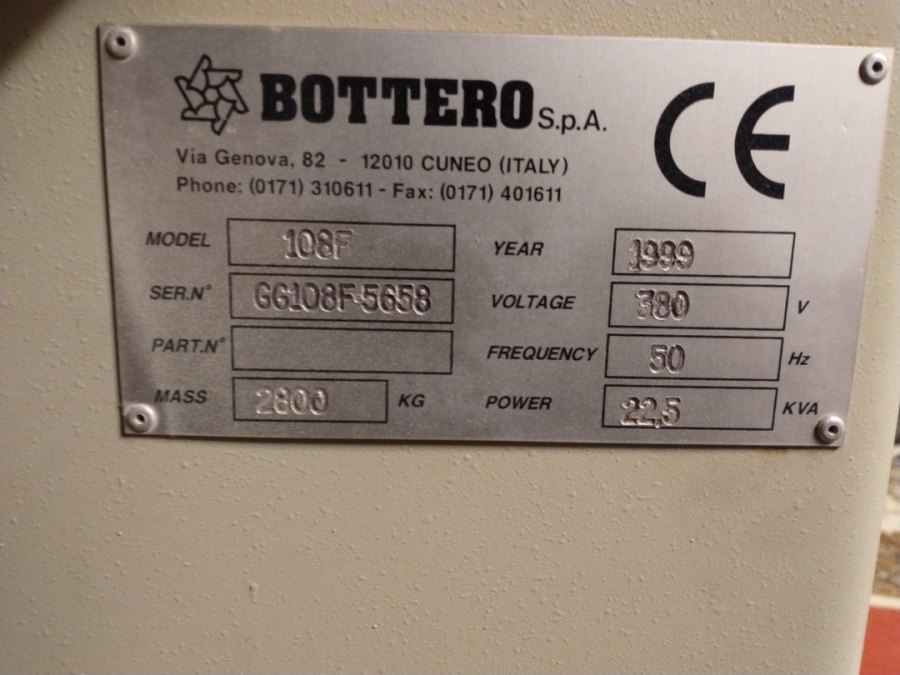 BOTTERO S.p.A. CE
Via Genova, 82 - 12010 CUNEO (ITALY)
Phone: (0171) 310611 - Fax: (0171) 401611
MODEL 108F YEAR 1999
SER.N° GG108F-5658 VOLTAGE 380 V
PART.N° FREQUENCY 50 Hz
MASS 2800 KG POWER 22,5 KVA